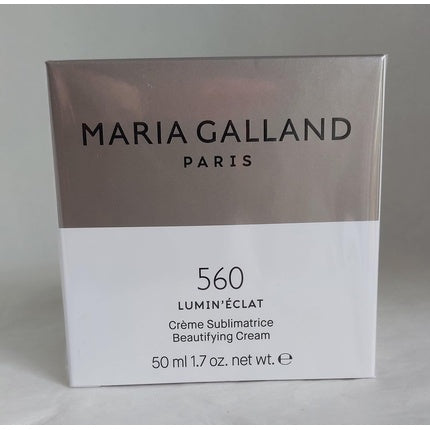 MARIA GALLAND
PARIS
560
LUMIN'ÉCLAT
Crème Sublimatrice
Beautifying Cream
50 ml 1.7 oz. net wt. ℮